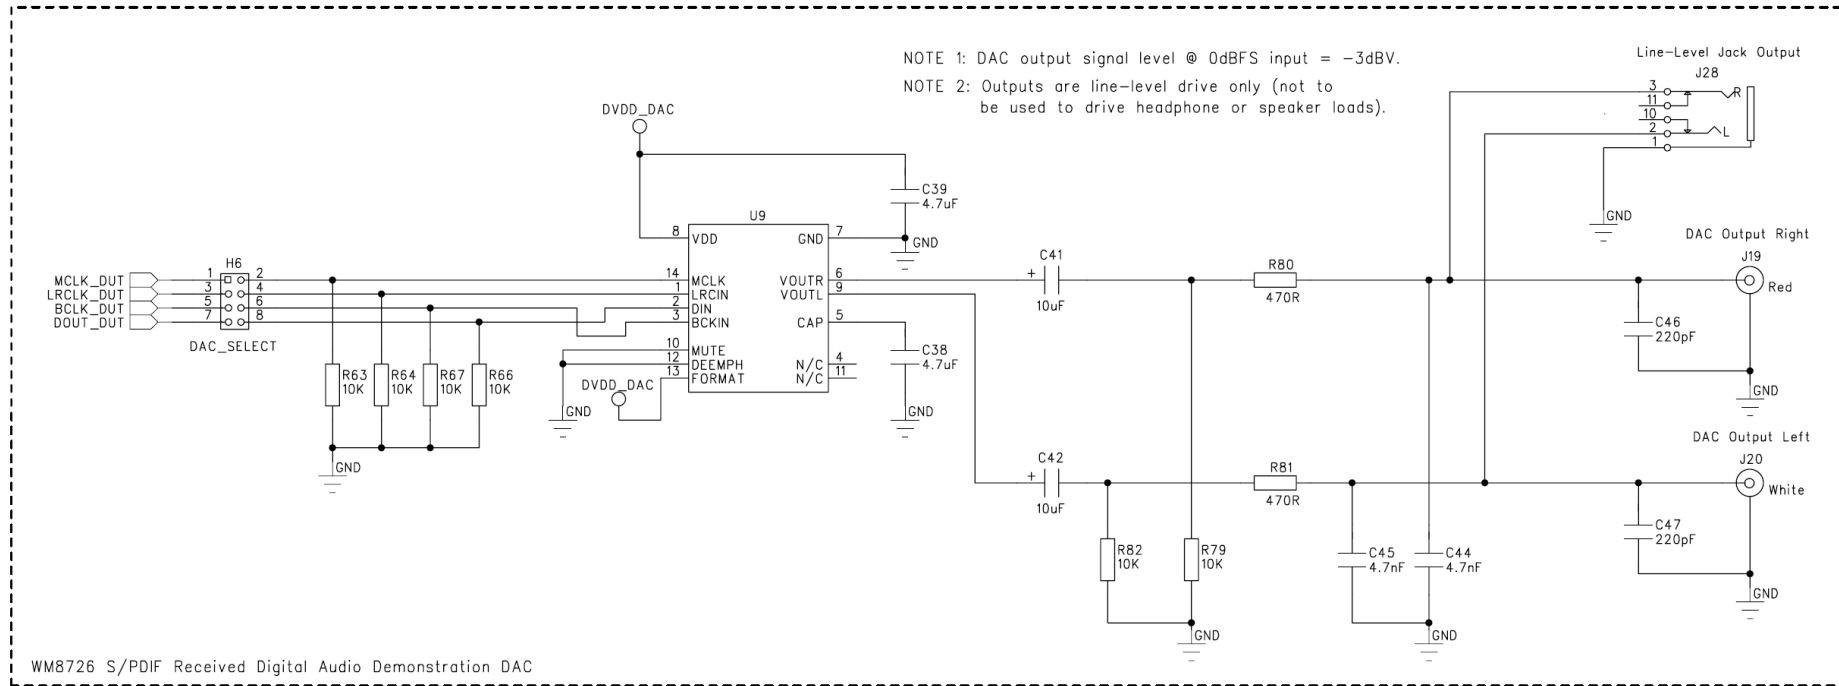 NOTE 1: DAC output signal level @ 0dBFS input = -3dBV.
NOTE 2: Outputs are line-level drive only (not to
be used to drive headphone or speaker loads).
Line-Level Jack Output
J28
3
R
11
10
2
L
1
GND
DVDD_DAC
C39
4.7uF
GND
U9
8 VDD
GND 7
14 MCLK
1 LRCIN
2 DIN
3 BCKIN
10 MUTE
12 DEEMPH
13 FORMAT
VOUTR 6
VOUTL 9
CAP 5
N/C 4
N/C 11
H6
MCLK_DUT 1 2
LRCLK_DUT 3 4
BCLK_DUT 5 6
DOUT_DUT 7 8
DAC_SELECT
R63
10K
R64
10K
R67
10K
R66
10K
GND
DVDD_DAC
GND
C38
4.7uF
GND
C41
+
10uF
R80
470R
DAC Output Right
J19
Red
C46
220pF
GND
C42
+
10uF
R81
470R
DAC Output Left
J20
White
C47
220pF
GND
R82
10K
R79
10K
GND
C45
4.7nF
C44
4.7nF
GND
WM8726 S/PDIF Received Digital Audio Demonstration DAC